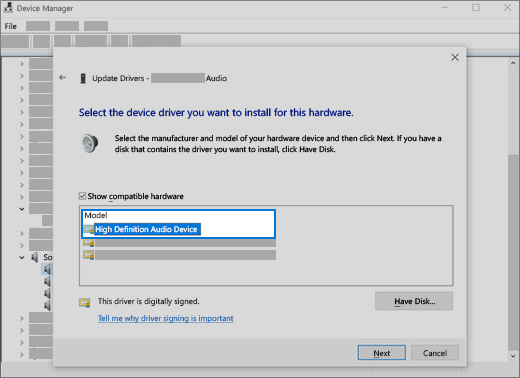 Device Manager
File
Update Drivers - Audio
Select the device driver you want to install for this hardware.
Select the manufacturer and model of your hardware device and then click Next. If you have a
disk that contains the driver you want to install, click Have Disk.
Show compatible hardware
Model
High Definition Audio Device
So
This driver is digitally signed.
Have Disk...
Tell me why driver signing is important
Next
Cancel